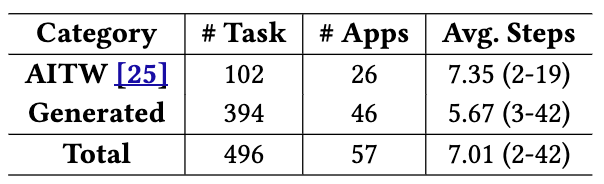 Category # Task # Apps Avg. Steps
AITW [25] 102 26 7.35 (2-19)
Generated 394 46 5.67 (3-42)
Total 496 57 7.01 (2-42)